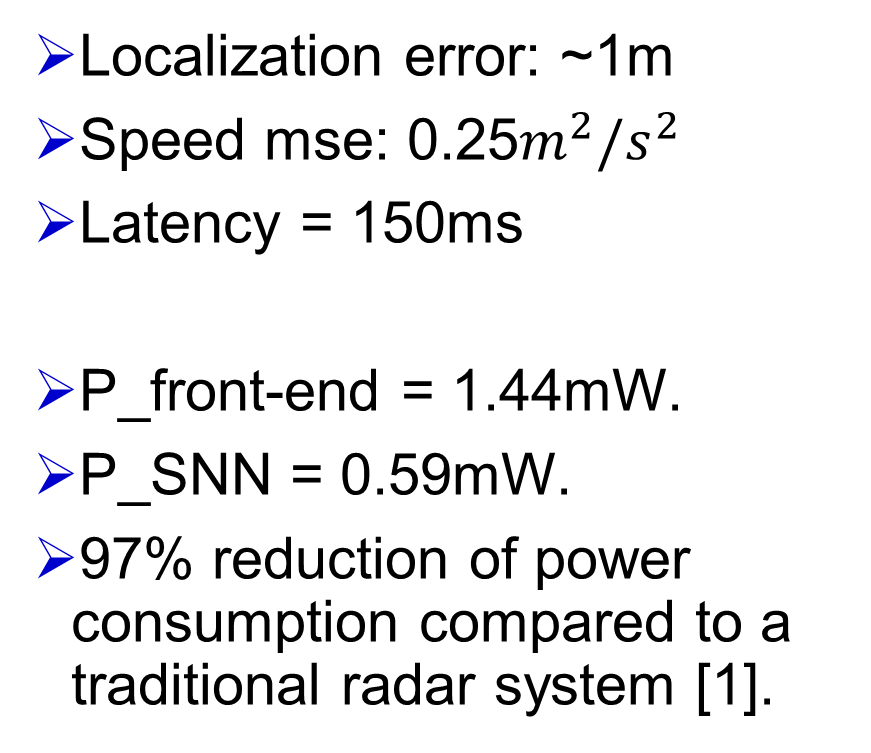 ➢Localization error: ~1m
➢Speed mse: 0.25m²/s²
➢Latency = 150ms
➢P_front-end = 1.44mW.
➢P_SNN = 0.59mW.
➢97% reduction of power
consumption compared to a
traditional radar system [1].